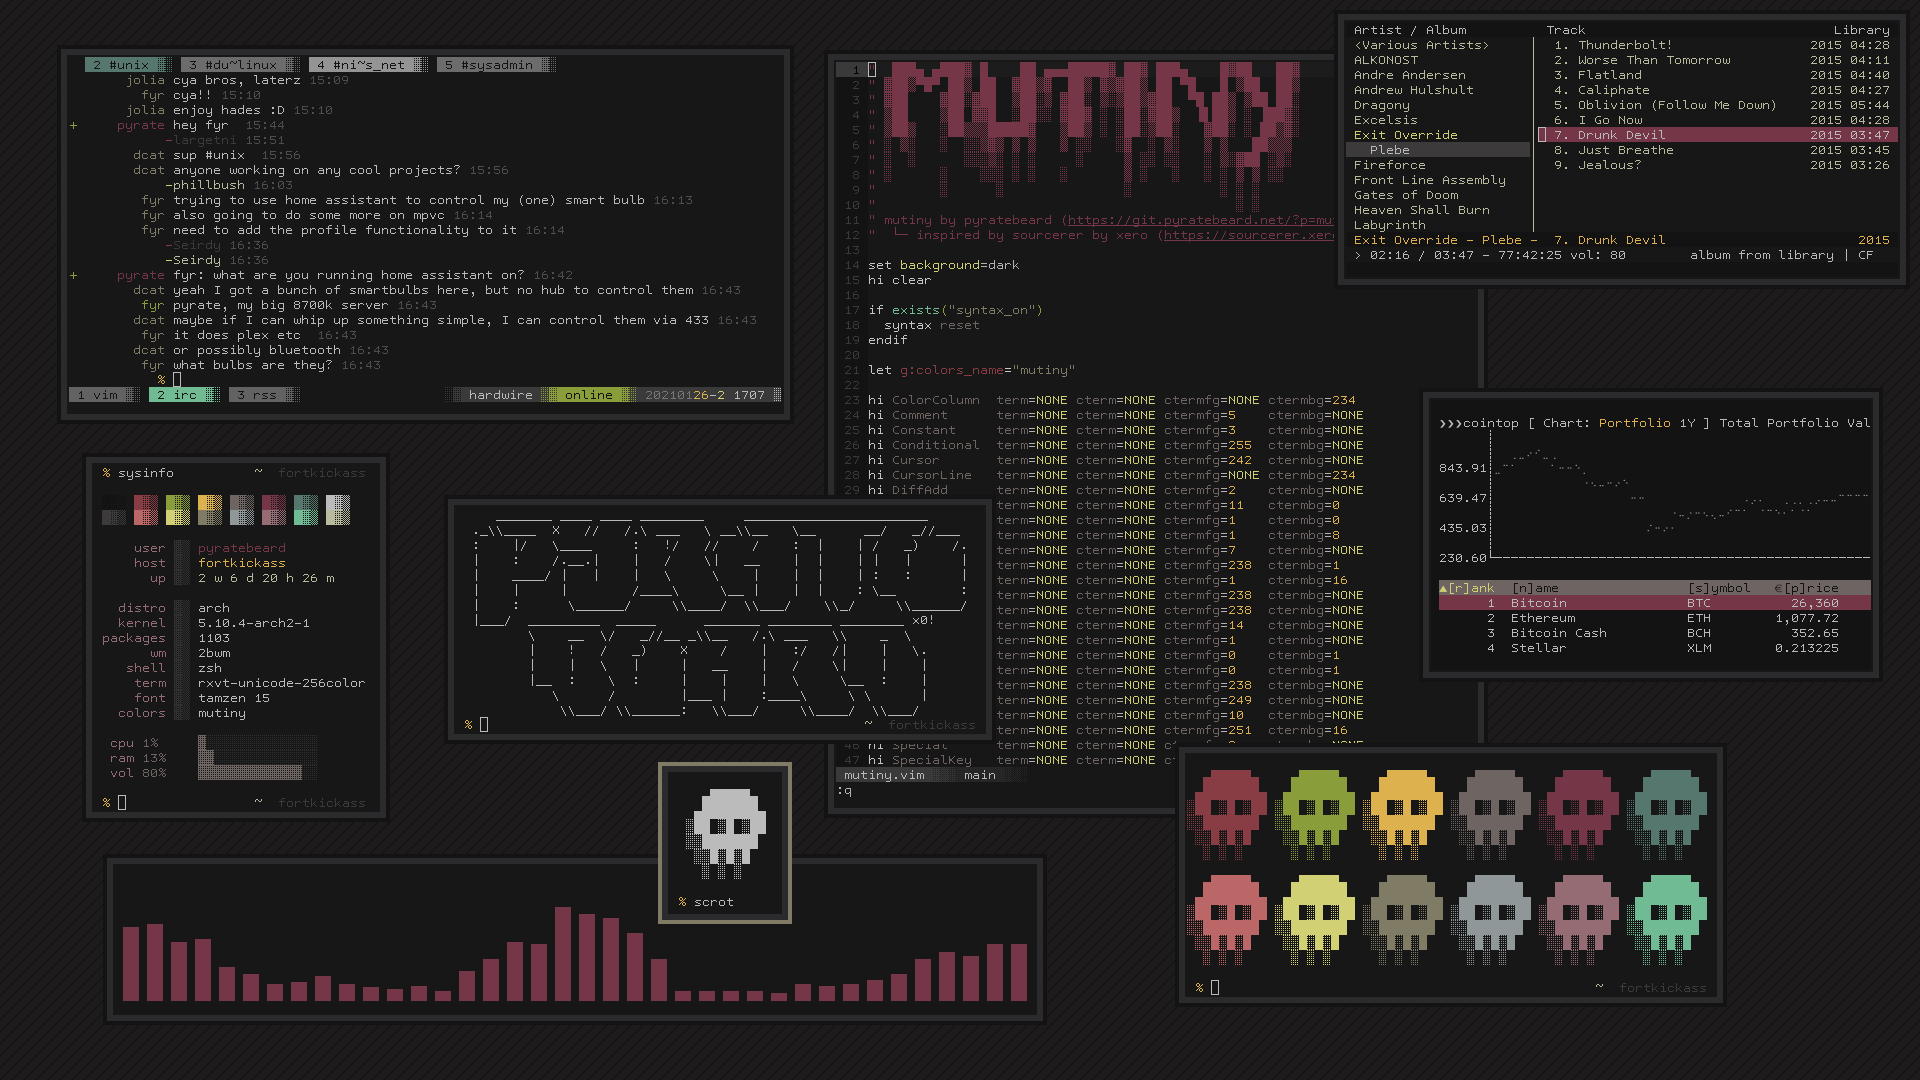 2 #unix 3 #du~linux 4 #ni~s_net 5 #sysadmin
jolia cya bros, laterz 15:09
fyr cya!! 15:10
jolia enjoy hades :D 15:10
+ pyrate hey fyr 15:44
-largetni 15:51
dcat sup #unix 15:56
dcat anyone working on any cool projects? 15:56
-phillbush 16:03
fyr trying to use home assistant to control my (one) smart bulb 16:13
fyr also going to do some more on mpvc 16:14
fyr need to add the profile functionality to it 16:14
-Seirdy 16:36
-Seirdy 16:36
+ pyrate fyr: what are you running home assistant on? 16:42
dcat yeah I got a bunch of smartbulbs here, but no hub to control them 16:43
fyr pyrate, my big 8700k server 16:43
dcat maybe if I can whip up something simple, I can control them via 433 16:43
fyr it does plex etc 16:43
dcat or possibly bluetooth 16:43
fyr what bulbs are they? 16:43
%
1 vim 2 irc 3 rss hardwire online 20210126-2 1707
1 "
2 "
3 "
4 "
5 "
6 "
7 "
8 "
9 "
10 "
11 " mutiny by pyratebeard (https://git.pyratebeard.net/?p=mu
12 " └─ inspired by sourcerer by xero (https://sourcerer.xer
13
14 set background=dark
15 hi clear
16
17 if exists("syntax_on")
18 syntax reset
19 endif
20
21 let g:colors_name="mutiny"
22
23 hi ColorColumn term=NONE cterm=NONE ctermfg=NONE ctermbg=234
24 hi Comment term=NONE cterm=NONE ctermfg=5 ctermbg=NONE
25 hi Constant term=NONE cterm=NONE ctermfg=3 ctermbg=NONE
26 hi Conditional term=NONE cterm=NONE ctermfg=255 ctermbg=NONE
27 hi Cursor term=NONE cterm=NONE ctermfg=242 ctermbg=NONE
28 hi CursorLine term=NONE cterm=NONE ctermfg=NONE ctermbg=234
29 hi DiffAdd term=NONE cterm=NONE ctermfg=2 ctermbg=NONE
term=NONE cterm=NONE ctermfg=11 ctermbg=0
term=NONE cterm=NONE ctermfg=1 ctermbg=0
term=NONE cterm=NONE ctermfg=1 ctermbg=8
term=NONE cterm=NONE ctermfg=7 ctermbg=NONE
term=NONE cterm=NONE ctermfg=238 ctermbg=1
term=NONE cterm=NONE ctermfg=1 ctermbg=16
term=NONE cterm=NONE ctermfg=238 ctermbg=NONE
term=NONE cterm=NONE ctermfg=238 ctermbg=NONE
term=NONE cterm=NONE ctermfg=14 ctermbg=NONE
term=NONE cterm=NONE ctermfg=1 ctermbg=NONE
term=NONE cterm=NONE ctermfg=0 ctermbg=1
term=NONE cterm=NONE ctermfg=0 ctermbg=1
term=NONE cterm=NONE ctermfg=238 ctermbg=NONE
term=NONE cterm=NONE ctermfg=249 ctermbg=NONE
term=NONE cterm=NONE ctermfg=10 ctermbg=NONE
term=NONE cterm=NONE ctermfg=251 ctermbg=16
46 hi Special term=NONE cterm=NONE ct
47 hi SpecialKey term=NONE cterm=NONE ct
mutiny.vim main
:q
Artist / Album Track Library
<Various Artists> 1. Thunderbolt! 2015 04:28
ALKONOST 2. Worse Than Tomorrow 2015 04:11
Andre Andersen 3. Flatland 2015 04:40
Andrew Hulshult 4. Caliphate 2015 04:27
Dragony 5. Oblivion (Follow Me Down) 2015 05:44
Excelsis 6. I Go Now 2015 04:28
Exit Override 7. Drunk Devil 2015 03:47
Plebe 8. Just Breathe 2015 03:45
Fireforce 9. Jealous? 2015 03:26
Front Line Assembly
Gates of Doom
Heaven Shall Burn
Labyrinth
Exit Override - Plebe - 7. Drunk Devil 2015
> 02:16 / 03:47 - 77:42:25 vol: 80 album from library | CF
❯❯❯cointop [ Chart: Portfolio 1Y ] Total Portfolio Val
843.91
639.47
435.03
230.60
▲[r]ank [n]ame [s]ymbol €[p]rice
1 Bitcoin BTC 26,360
2 Ethereum ETH 1,077.72
3 Bitcoin Cash BCH 352.65
4 Stellar XLM 0.213225
% sysinfo ~ fortkickass
user pyratebeard
host fortkickass
up 2 w 6 d 20 h 26 m
distro arch
kernel 5.10.4-arch2-1
packages 1103
wm 2bwm
shell zsh
term rxvt-unicode-256color
font tamzen 15
colors mutiny
cpu 1%
ram 13%
vol 80%
% ~ fortkickass
x0!
% ~ fortkickass
% scrot
% ~ fortkickass